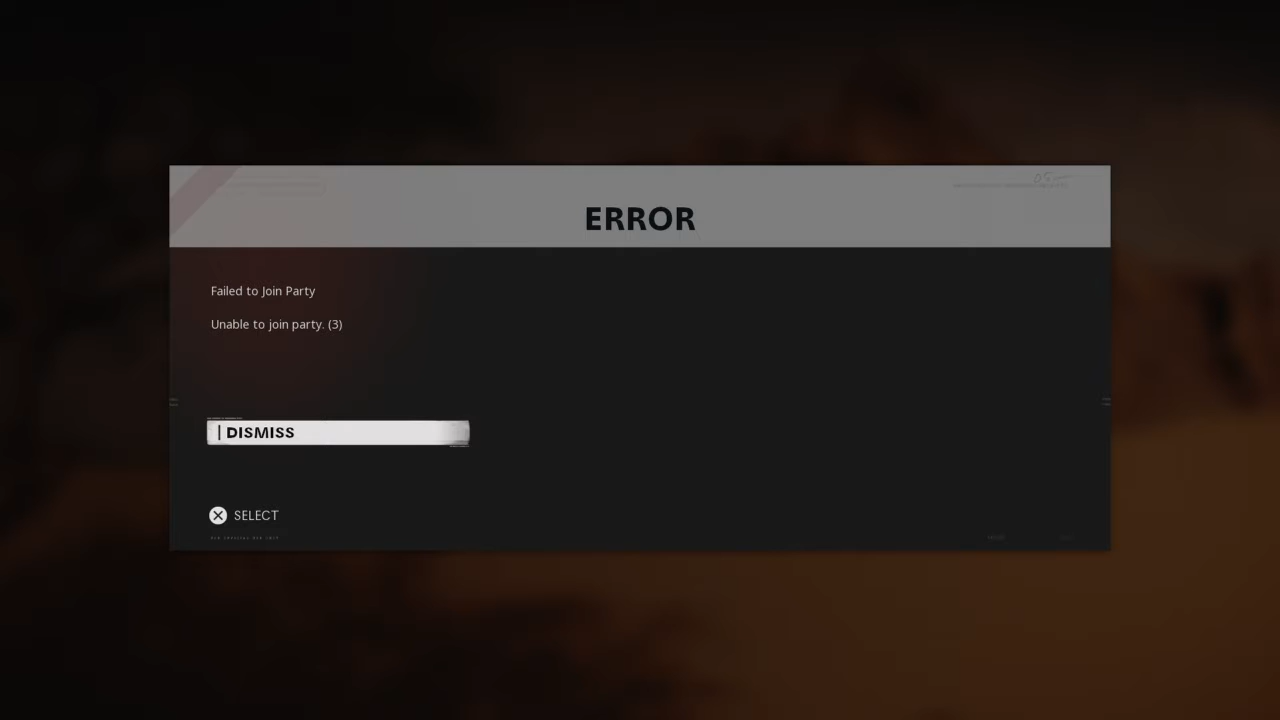 ERROR
Failed to Join Party
Unable to join party. (3)
| DISMISS
SELECT